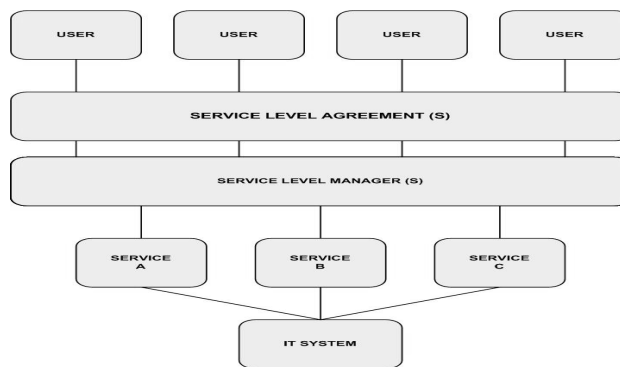 USER USER USER USER
SERVICE LEVEL AGREEMENT (S)
SERVICE LEVEL MANAGER (S)
SERVICE SERVICE SERVICE
A B C
IT SYSTEM